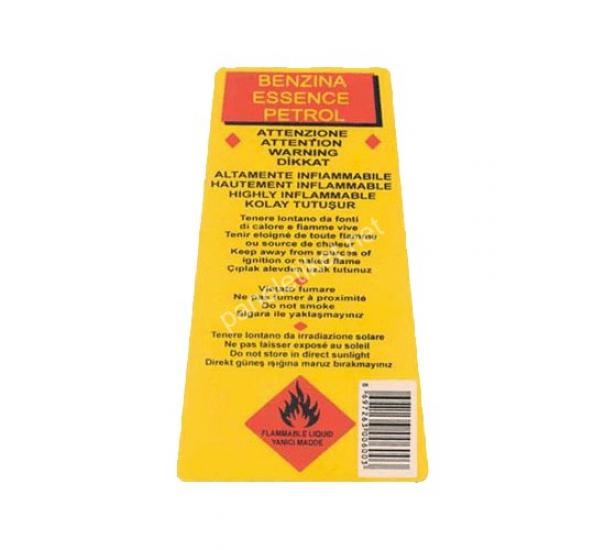 BENZINA
ESSENCE
PETROL
ATTENZIONE
ATTENTION
WARNING
DİKKAT
ALTAMENTE INFIAMMABILE
HAUTEMENT INFLAMMABLE
HIGHLY INFLAMMABLE
KOLAY TUTUŞUR
Tenere lontano da fonti
di calore e fiamme vive
Tenir eloigné de toute flamme
ou source de chaleur
Keep away from sources of
ignition or naked flame
Çıplak alevden uzak tutunuz
Vietato fumare
Ne pas fumer à proximité
Do not smoke
Sigara ile yaklaşmayınız
Tenere lontano da irradiazione solare
Ne pas laisser exposé au soleil
Do not store in direct sunlight
Direkt güneş ışığına maruz bırakmayınız
FLAMMABLE LIQUID
YANICI MADDE
8 697263 006003